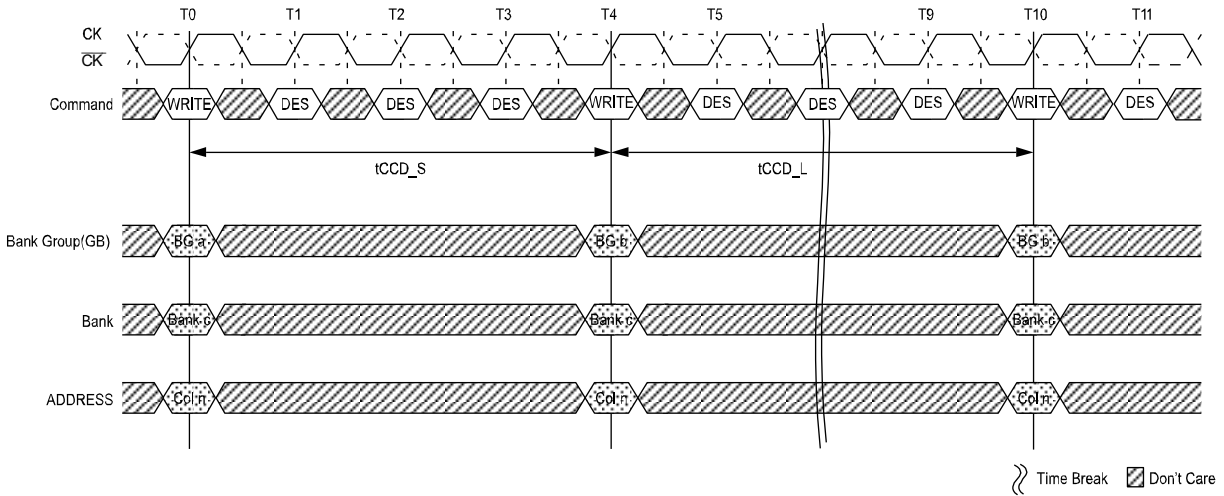 T0 T1 T2 T3 T4 T5 T9 T10 T11
CK
CK
Command WRITE DES DES DES WRITE DES DES DES WRITE DES
tCCD_S tCCD_L
Bank Group(GB) BG a BG b BG b
Bank Bank c Bank c Bank c
ADDRESS Col n Col n Col n
Time Break Don't Care